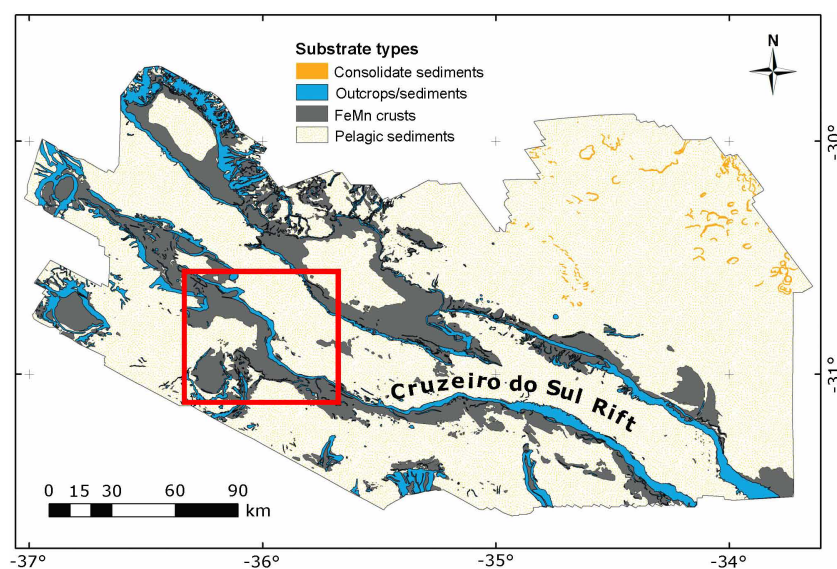 Substrate types
Consolidate sediments
Outcrops/sediments
FeMn crusts
Pelagic sediments
N
-30°
-31°
Cruzeiro do Sul Rift
0 15 30 60 90
km
-37° -36° -35° -34°